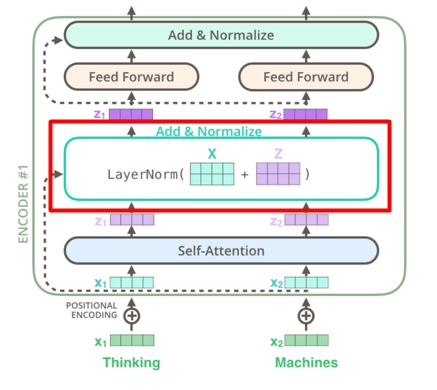 Add & Normalize
Feed Forward Feed Forward
z1 z2
Add & Normalize
X Z
LayerNorm( + )
z1 z2
Self-Attention
x1 x2
POSITIONAL
ENCODING
x1 x2
Thinking Machines
ENCODER #1